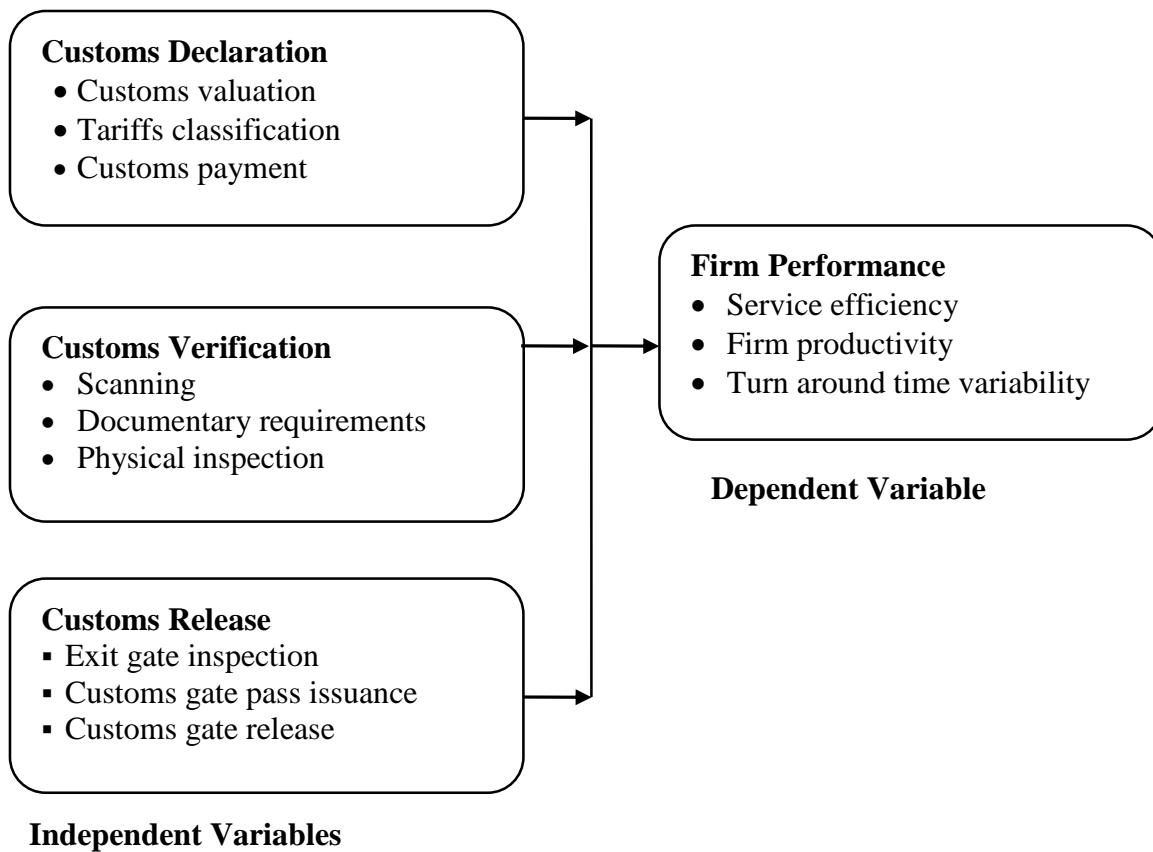 Customs Declaration
• Customs valuation
• Tariffs classification
• Customs payment
Customs Verification
• Scanning
• Documentary requirements
• Physical inspection
Customs Release
▪ Exit gate inspection
▪ Customs gate pass issuance
▪ Customs gate release
Independent Variables
Firm Performance
• Service efficiency
• Firm productivity
• Turn around time variability
Dependent Variable